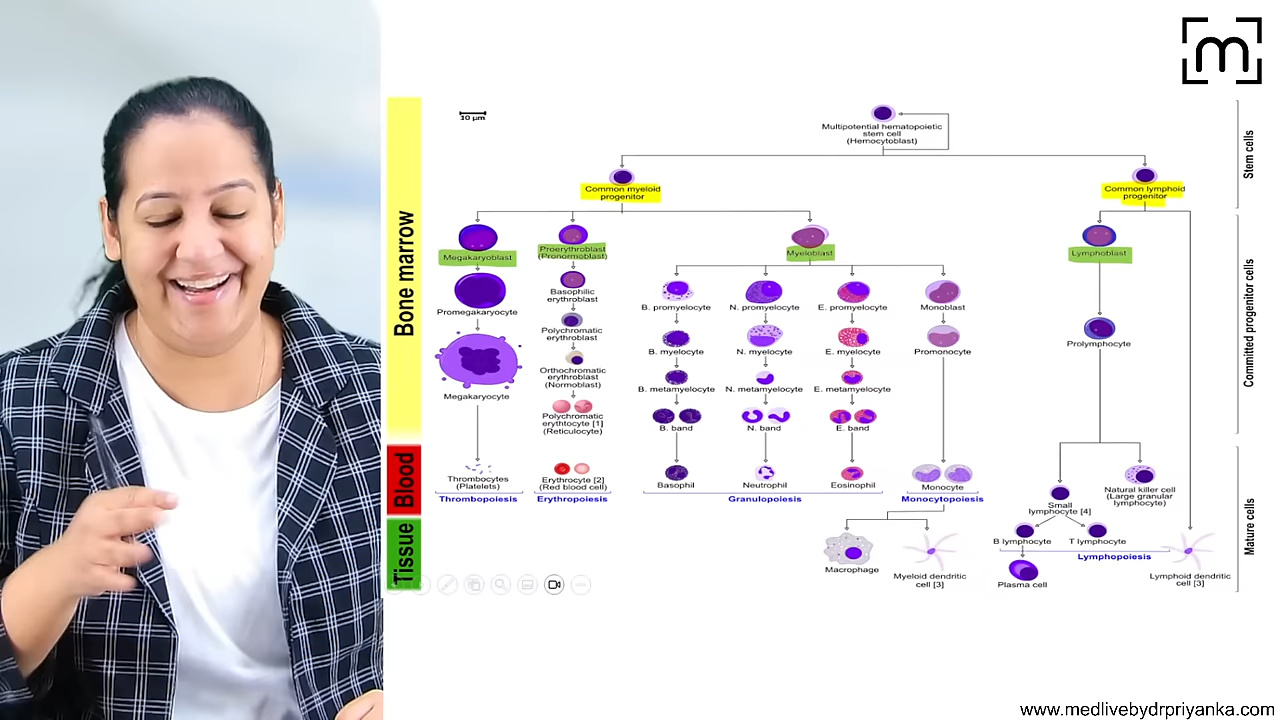 m
10 µm
Multipotential hematopoietic
stem cell
(Hemocytoblast)
Common myeloid
progenitor
Common lymphoid
progenitor
Megakaryoblast
Proerythroblast
(Pronormoblast)
Myeloblast
Lymphoblast
Promegakaryocyte
Basophilic
erythroblast
B. promyelocyte
N. promyelocyte
E. promyelocyte
Monoblast
Polychromatic
erythroblast
B. myelocyte
N. myelocyte
E. myelocyte
Promonocyte
Prolymphocyte
Orthochromatic
erythroblast
(Normoblast)
B. metamyelocyte
N. metamyelocyte
E. metamyelocyte
Megakaryocyte
Polychromatic
erythtocyte [1]
(Reticulocyte)
B. band
N. band
E. band
Thrombocytes
(Platelets)
Erythrocyte [2]
(Red blood cell)
Basophil
Neutrophil
Eosinophil
Monocyte
Natural killer cell
(Large granular
lymphocyte)
Small
lymphocyte [4]
Thrombopoiesis
Erythropoiesis
Granulopoiesis
Monocytopoiesis
B lymphocyte
T lymphocyte
Lymphopoiesis
Macrophage
Myeloid dendritic
cell [3]
Plasma cell
Lymphoid dendritic
cell [3]
Bone marrow
Blood
Tissue
Stem cells
Committed progenitor cells
Mature cells
www.medlivebydrpriyanka.com